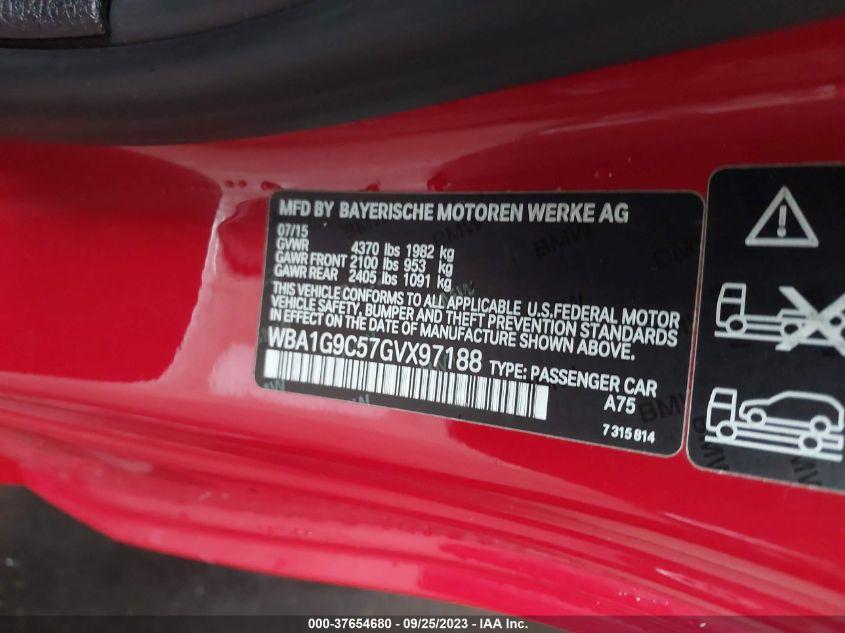 MFD BY BAYERISCHE MOTOREN WERKE AG
07/15
GVWR 4370 lbs 1982 kg
GAWR FRONT 2100 lbs 953 kg
GAWR REAR 2405 lbs 1091 kg
THIS VEHICLE CONFORMS TO ALL APPLICABLE U.S.FEDERAL MOTOR
VEHICLE SAFETY, BUMPER AND THEFT PREVENTION STANDARDS
IN EFFECT ON THE DATE OF MANUFACTURE SHOWN ABOVE.
WBA1G9C57GVX97188 TYPE: PASSENGER CAR
A75
7 315 814
000-37654680 / 09/25/2023 / IAA Inc.